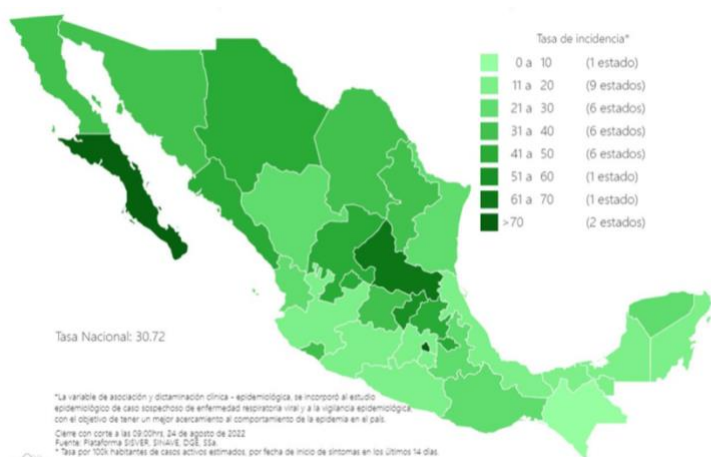 Tasa de incidencia*
0 a 10 (1 estado)
11 a 20 (9 estados)
21 a 30 (6 estados)
31 a 40 (6 estados)
41 a 50 (6 estados)
51 a 60 (1 estado)
61 a 70 (1 estado)
>70 (2 estados)
Tasa Nacional: 30.72
*La variable de asociación y dictaminación clínica - epidemiológica, se incorporó al estudio
epidemiológico de caso sospechoso de enfermedad respiratoria viral y a la vigilancia epidemiológica,
con el objetivo de tener un mejor acercamiento al comportamiento de la epidemia en el país.
Cierre con corte a las 09:00hrs, 24 de agosto de 2022
Fuente: Plataforma SISVER, SINAVE, DGE, SSa.
* Tasa por 100k habitantes de casos activos estimados, por fecha de inicio de síntomas en los últimos 14 días.